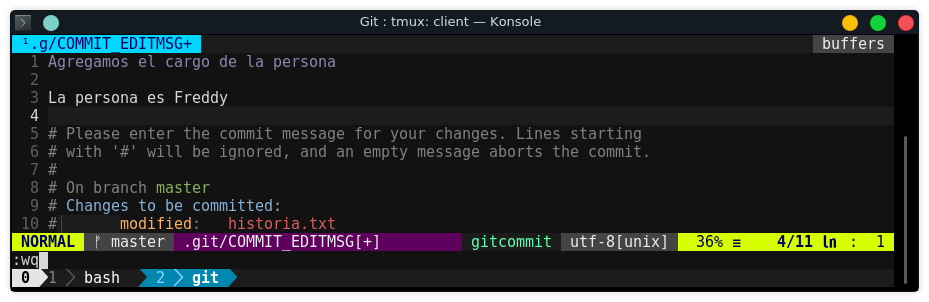 Git : tmux: client — Konsole
¹.g/COMMIT_EDITMSG+ buffers
1 Agregamos el cargo de la persona
2
3 La persona es Freddy
4
5 # Please enter the commit message for your changes. Lines starting
6 # with '#' will be ignored, and an empty message aborts the commit.
7 #
8 # On branch master
9 # Changes to be committed:
10 # modified: historia.txt
NORMAL ᚠ master .git/COMMIT_EDITMSG[+] gitcommit utf-8[unix] 36% ≡ 4/11 ㏑ : 1
:wq
0 1 bash 2 git